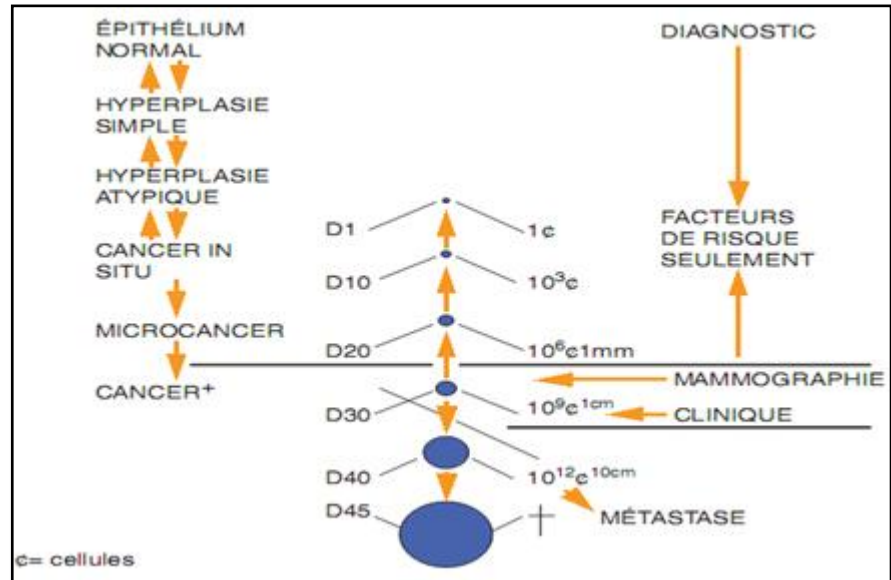 ÉPITHÉLIUM
NORMAL
HYPERPLASIE
SIMPLE
HYPERPLASIE
ATYPIQUE
CANCER IN
SITU
MICROCANCER
CANCER+
D1
1¢
D10
10³¢
D20
10⁶¢1mm
D30
10⁹¢1cm
D40
10¹²¢10cm
D45
†
MÉTASTASE
DIAGNOSTIC
FACTEURS
DE RISQUE
SEULEMENT
MAMMOGRAPHIE
CLINIQUE
¢= cellules